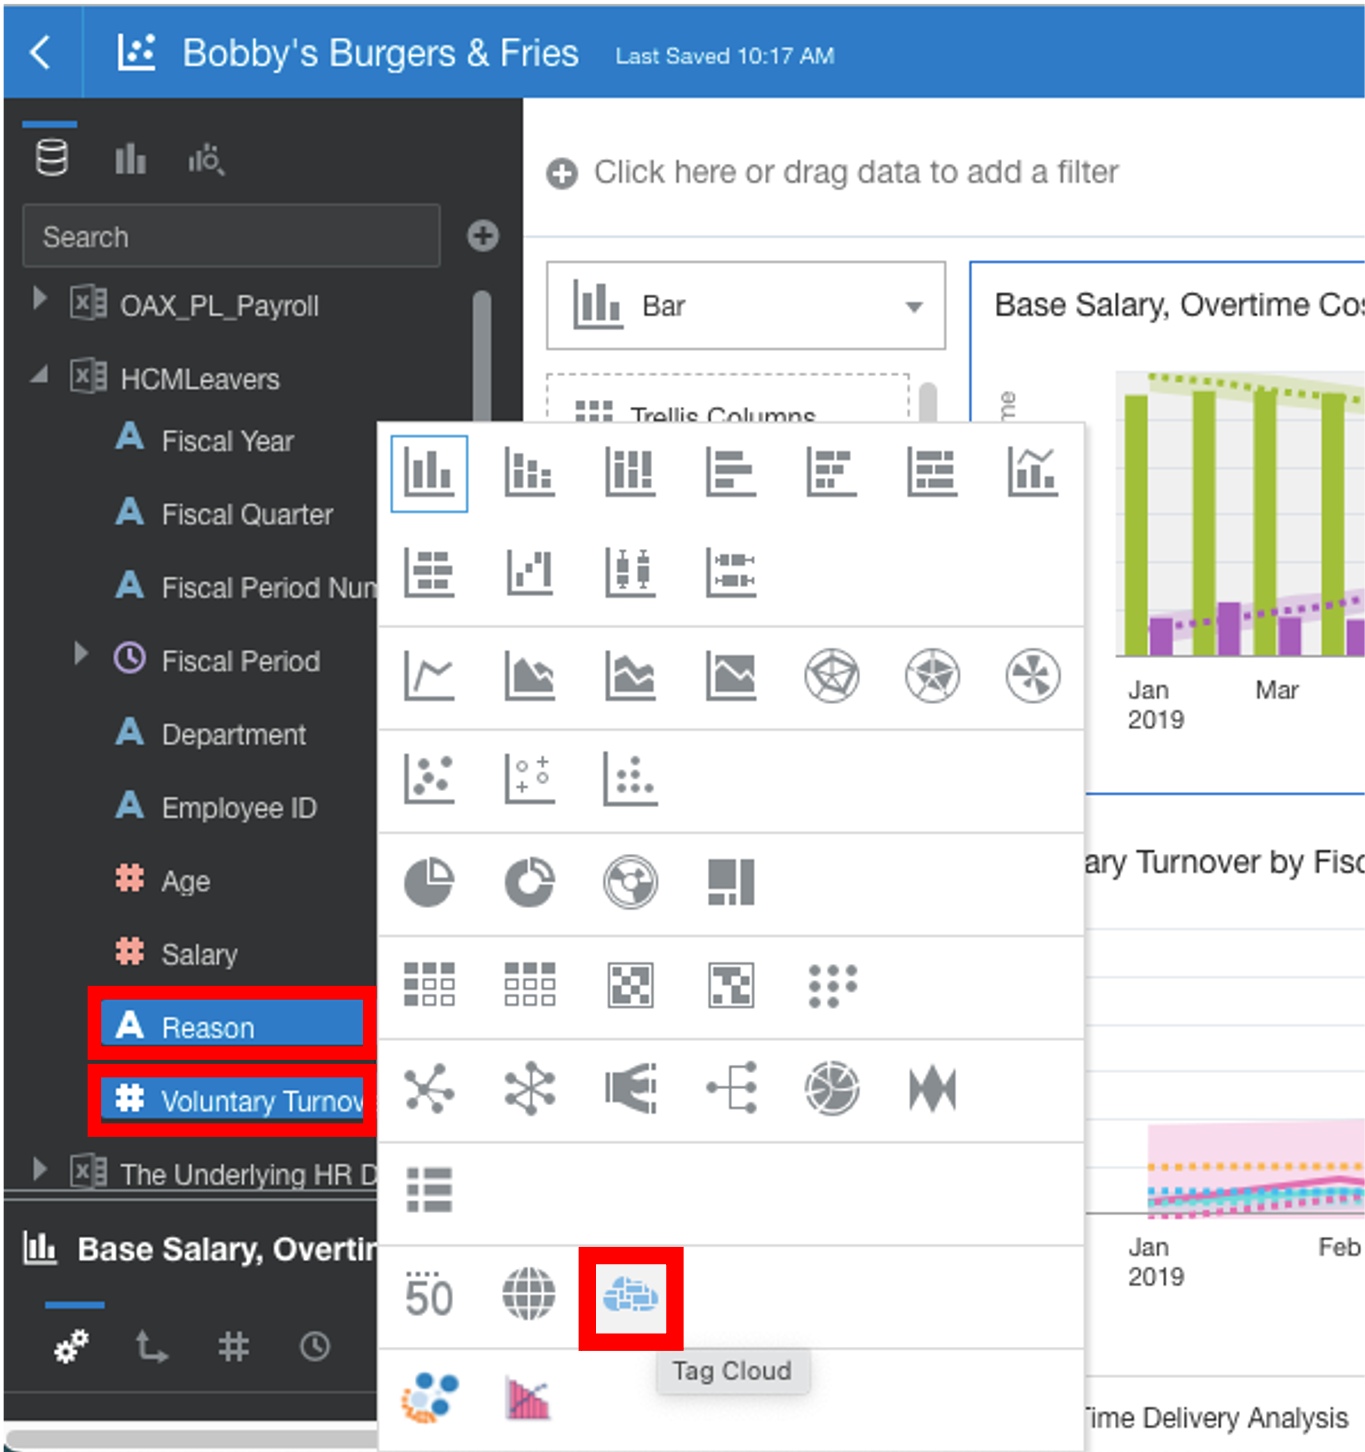 Bobby's Burgers & Fries Last Saved 10:17 AM
Click here or drag data to add a filter
Search
OAX_PL_Payroll
HCMLeavers
Fiscal Year
Fiscal Quarter
Fiscal Period Num
Fiscal Period
Department
Employee ID
Age
Salary
Reason
Voluntary Turnov
The Underlying HR D
Base Salary, Overtim
Bar
Trellis Columns
50
Tag Cloud
Base Salary, Overtime Cos
me
Jan
2019
Mar
ary Turnover by Fisc
Jan
2019
Feb
Time Delivery Analysis